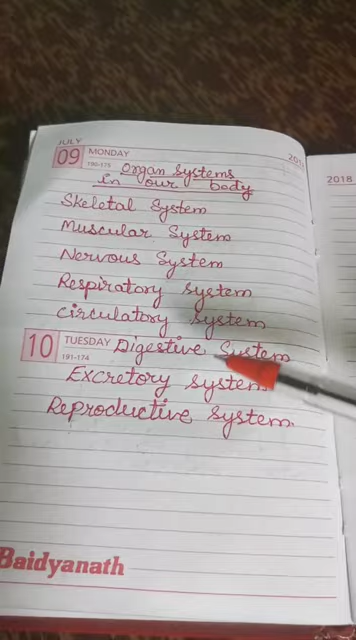 JULY
09 MONDAY
190-175
Organ Systems
In our body
2018
Skeletal System
Muscular System
Nervous System
Respiratory System
Circulatory System
10 TUESDAY Digestive System
191-174
Excretory System
Reproductive System.
Baidyanath